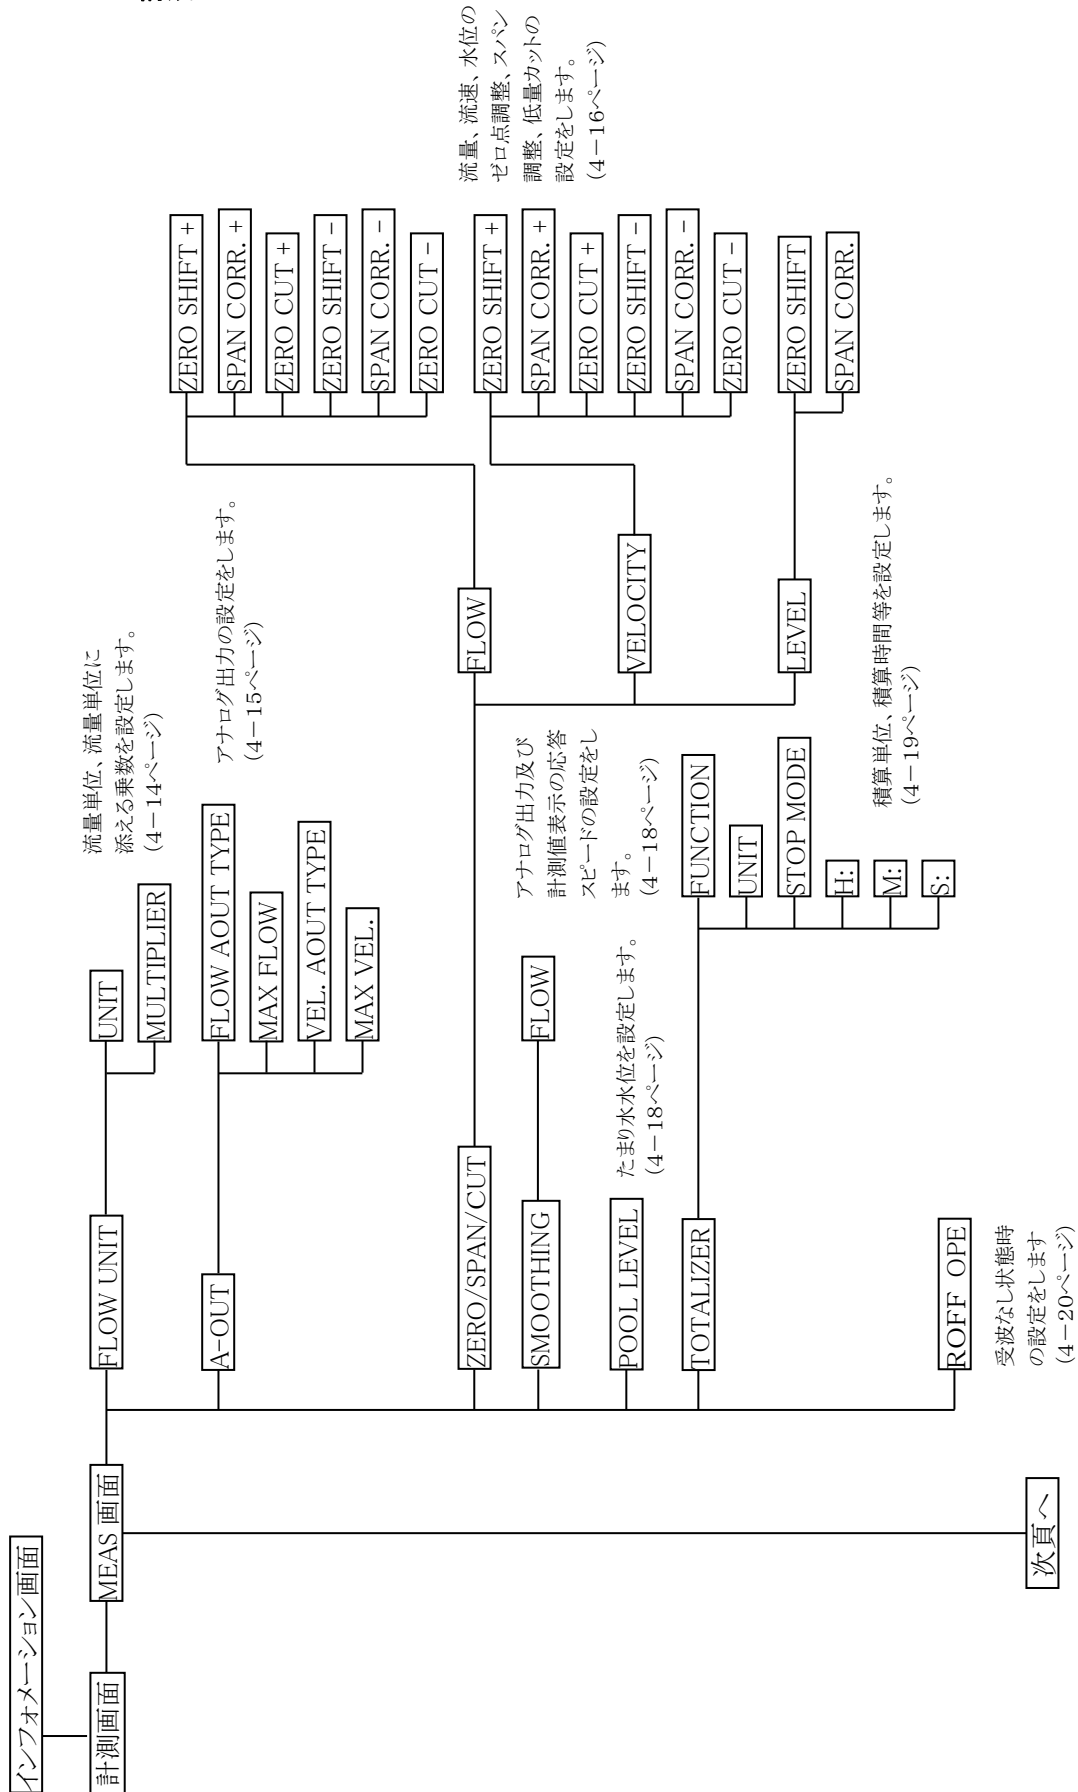 インフォメーション画面
計測画面
MEAS 画面
次頁へ
FLOW UNIT
UNIT
MULTIPLIER
流量単位、流量単位に
添える乗数を設定します。
(4－14ページ)
A-OUT
FLOW AOUT TYPE
MAX FLOW
VEL. AOUT TYPE
MAX VEL.
アナログ出力の設定をします。
(4－15ページ)
ZERO/SPAN/CUT
FLOW
ZERO SHIFT +
SPAN CORR. +
ZERO CUT +
ZERO SHIFT -
SPAN CORR. -
ZERO CUT -
VELOCITY
ZERO SHIFT +
SPAN CORR. +
ZERO CUT +
ZERO SHIFT -
SPAN CORR. -
ZERO CUT -
LEVEL
ZERO SHIFT
SPAN CORR.
流量、流速、水位の
ゼロ点調整、スパン
調整、低量カットの
設定をします。
(4－16ページ)
SMOOTHING
FLOW
アナログ出力及び
計測値表示の応答
スピードの設定をし
ます。
(4－18ページ)
POOL LEVEL
たまり水水位を設定します。
(4－18ページ)
TOTALIZER
FUNCTION
UNIT
STOP MODE
H:
M:
S:
積算単位、積算時間等を設定します。
(4－19ページ)
ROFF OPE
受波なし状態時
の設定をします
(4－20ページ)